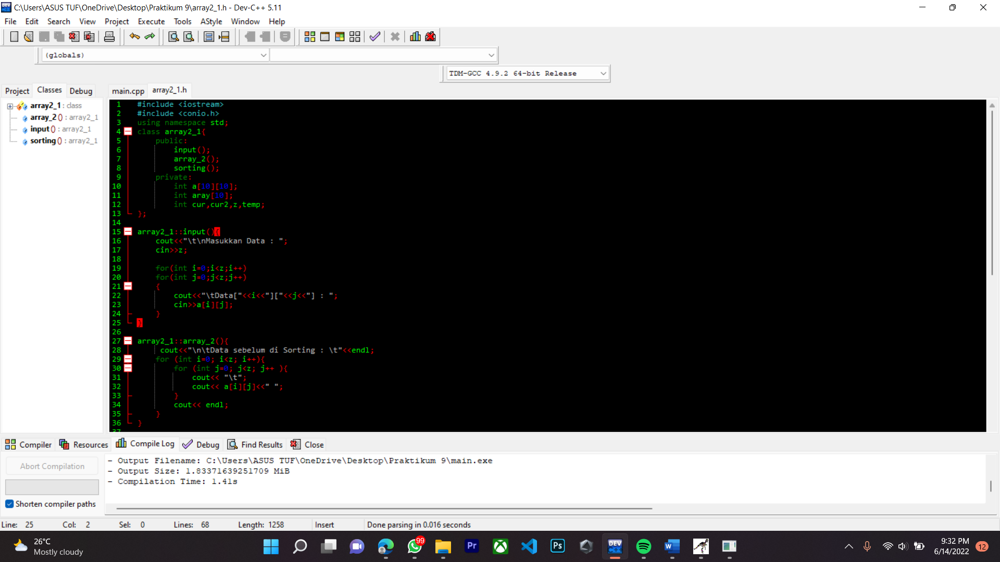 C:\Users\ASUS TUF\OneDrive\Desktop\Praktikum 9\array2_1.h - Dev-C++ 5.11
File Edit Search View Project Execute Tools AStyle Window Help
(globals)
TDM-GCC 4.9.2 64-bit Release
Project Classes Debug
array2_1 : class
array_2 () : array2_1
input () : array2_1
sorting () : array2_1
main.cpp array2_1.h
1 #include <iostream>
2 #include <conio.h>
3 using namespace std;
4 class array2_1{
5 public:
6 input();
7 array_2();
8 sorting();
9 private:
10 int a[10][10];
11 int aray[10];
12 int cur,cur2,z,temp;
13 };
14
15 array2_1::input(){
16 cout<<"\t\nMasukkan Data : ";
17 cin>>z;
18
19 for(int i=0;i<z;i++)
20 for(int j=0;j<z;j++)
21 {
22 cout<<"\tData["<<i<<"]["<<j<<"] : ";
23 cin>>a[i][j];
24 }
25 }
26
27 array2_1::array_2(){
28 cout<<"\n\tData sebelum di Sorting : \t"<<endl;
29 for (int i=0; i<z; i++){
30 for (int j=0; j<z; j++ ){
31 cout<< "\t";
32 cout<< a[i][j]<<" ";
33 }
34 cout<< endl;
35 }
36 }
37
Compiler Resources Compile Log Debug Find Results Close
Abort Compilation
Shorten compiler paths
- Output Filename: C:\Users\ASUS TUF\OneDrive\Desktop\Praktikum 9\main.exe
- Output Size: 1.83371639251709 MiB
- Compilation Time: 1.41s
Line: 25 Col: 2 Sel: 0 Lines: 68 Length: 1258 Insert Done parsing in 0.016 seconds
26°C
Mostly cloudy
99
Pr
Ps
DEV
C++
W
9:32 PM
6/14/2022
12